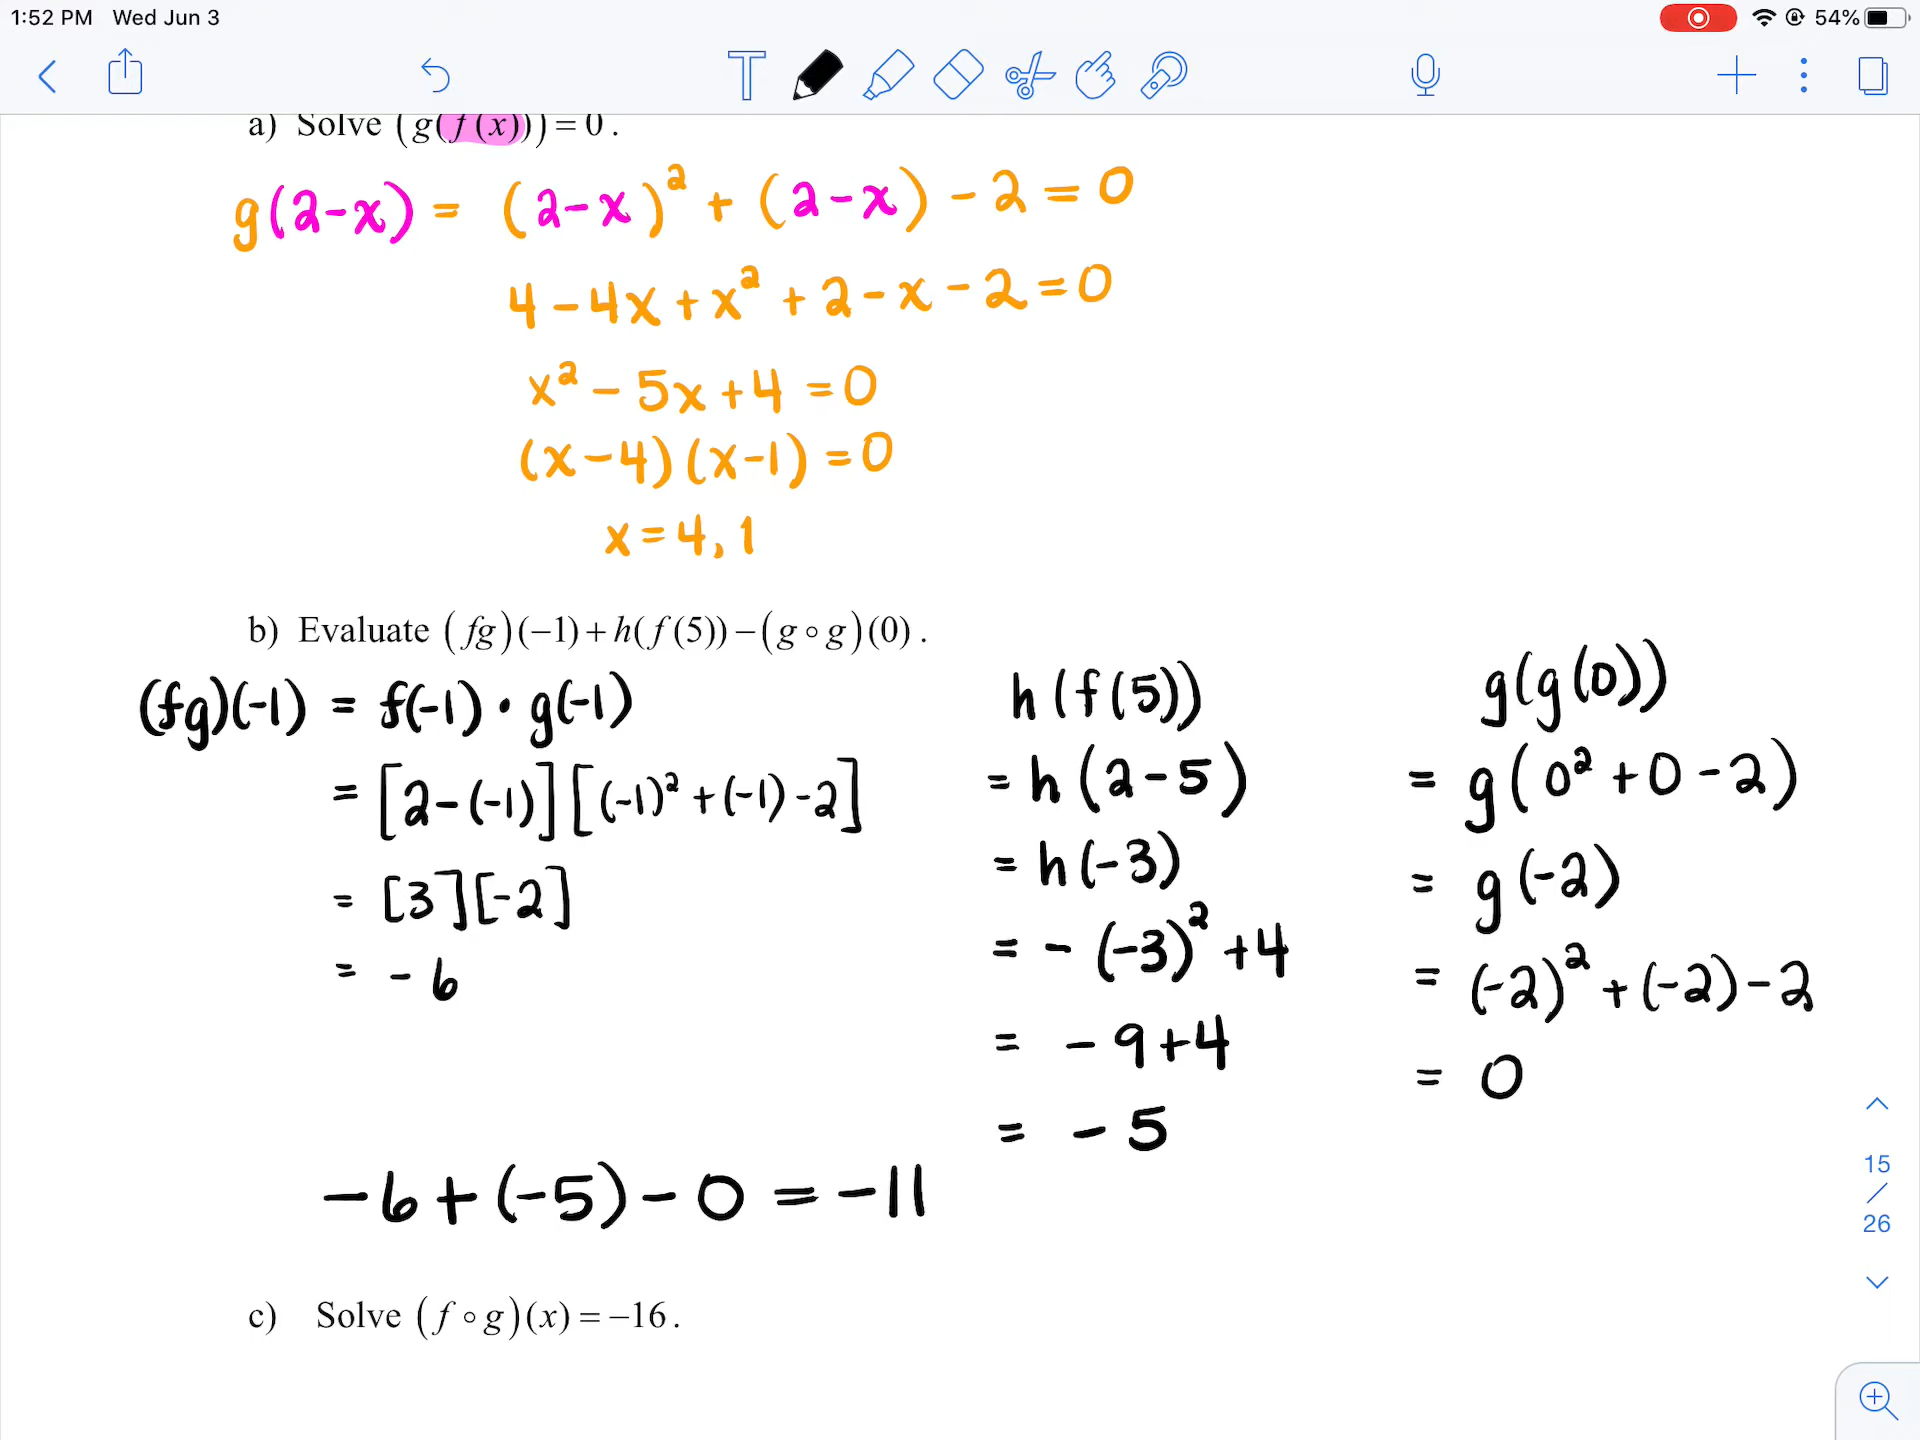 1:52 PM Wed Jun 3
54%
T
a) Solve (g(f(x))) = 0.
g(2-x) = (2-x)² + (2-x) - 2 = 0
4 - 4x + x² + 2 - x - 2 = 0
x² - 5x + 4 = 0
(x-4)(x-1) = 0
x = 4, 1
b) Evaluate (fg)(−1) + h(f(5)) − (g ∘ g)(0).
(fg)(-1) = f(-1) · g(-1)
= [2-(-1)][(-1)² + (-1) - 2]
= [3][-2]
= -6
h(f(5))
= h(2-5)
= h(-3)
= -(-3)² + 4
= -9+4
= -5
g(g(0))
= g(0² + 0 - 2)
= g(-2)
= (-2)² + (-2) - 2
= 0
-6 + (-5) - 0 = -11
c) Solve (f ∘ g)(x) = −16.
15
/
26